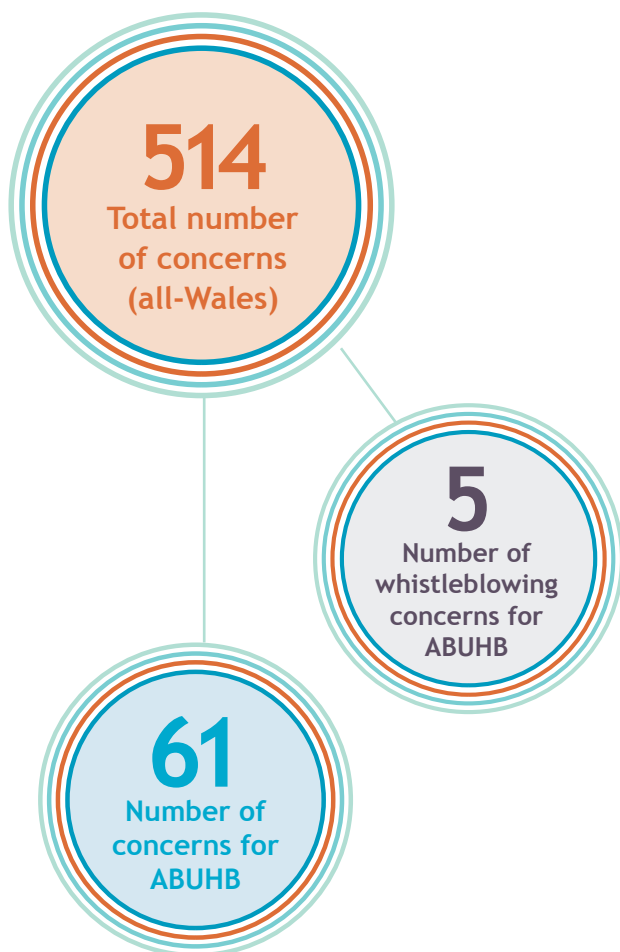 514
Total number
of concerns
(all-Wales)
5
Number of
whistleblowing
concerns for
ABUHB
61
Number of
concerns for
ABUHB